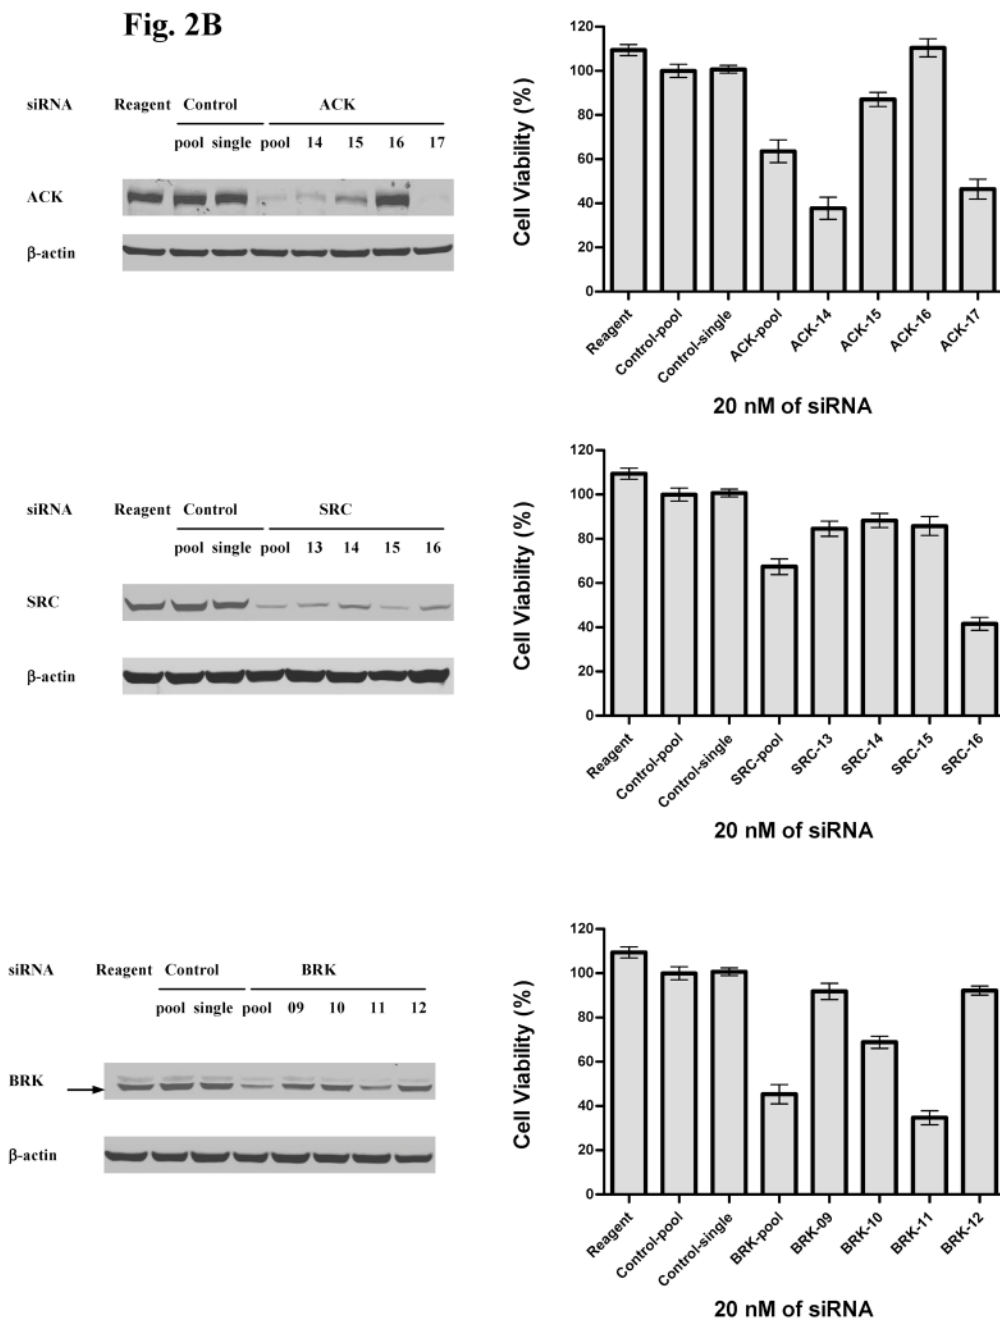 Fig. 2B
siRNA Reagent Control ACK
pool single pool 14 15 16 17
ACK
β-actin
Cell Viability (%)
120
100
80
60
40
20
0
Reagent
Control-pool
Control-single
ACK-pool
ACK-14
ACK-15
ACK-16
ACK-17
20 nM of siRNA
siRNA Reagent Control SRC
pool single pool 13 14 15 16
SRC
β-actin
Cell Viability (%)
120
100
80
60
40
20
0
Reagent
Control-pool
Control-single
SRC-pool
SRC-13
SRC-14
SRC-15
SRC-16
20 nM of siRNA
siRNA Reagent Control BRK
pool single pool 09 10 11 12
BRK
β-actin
Cell Viability (%)
120
100
80
60
40
20
0
Reagent
Control-pool
Control-single
BRK-pool
BRK-09
BRK-10
BRK-11
BRK-12
20 nM of siRNA